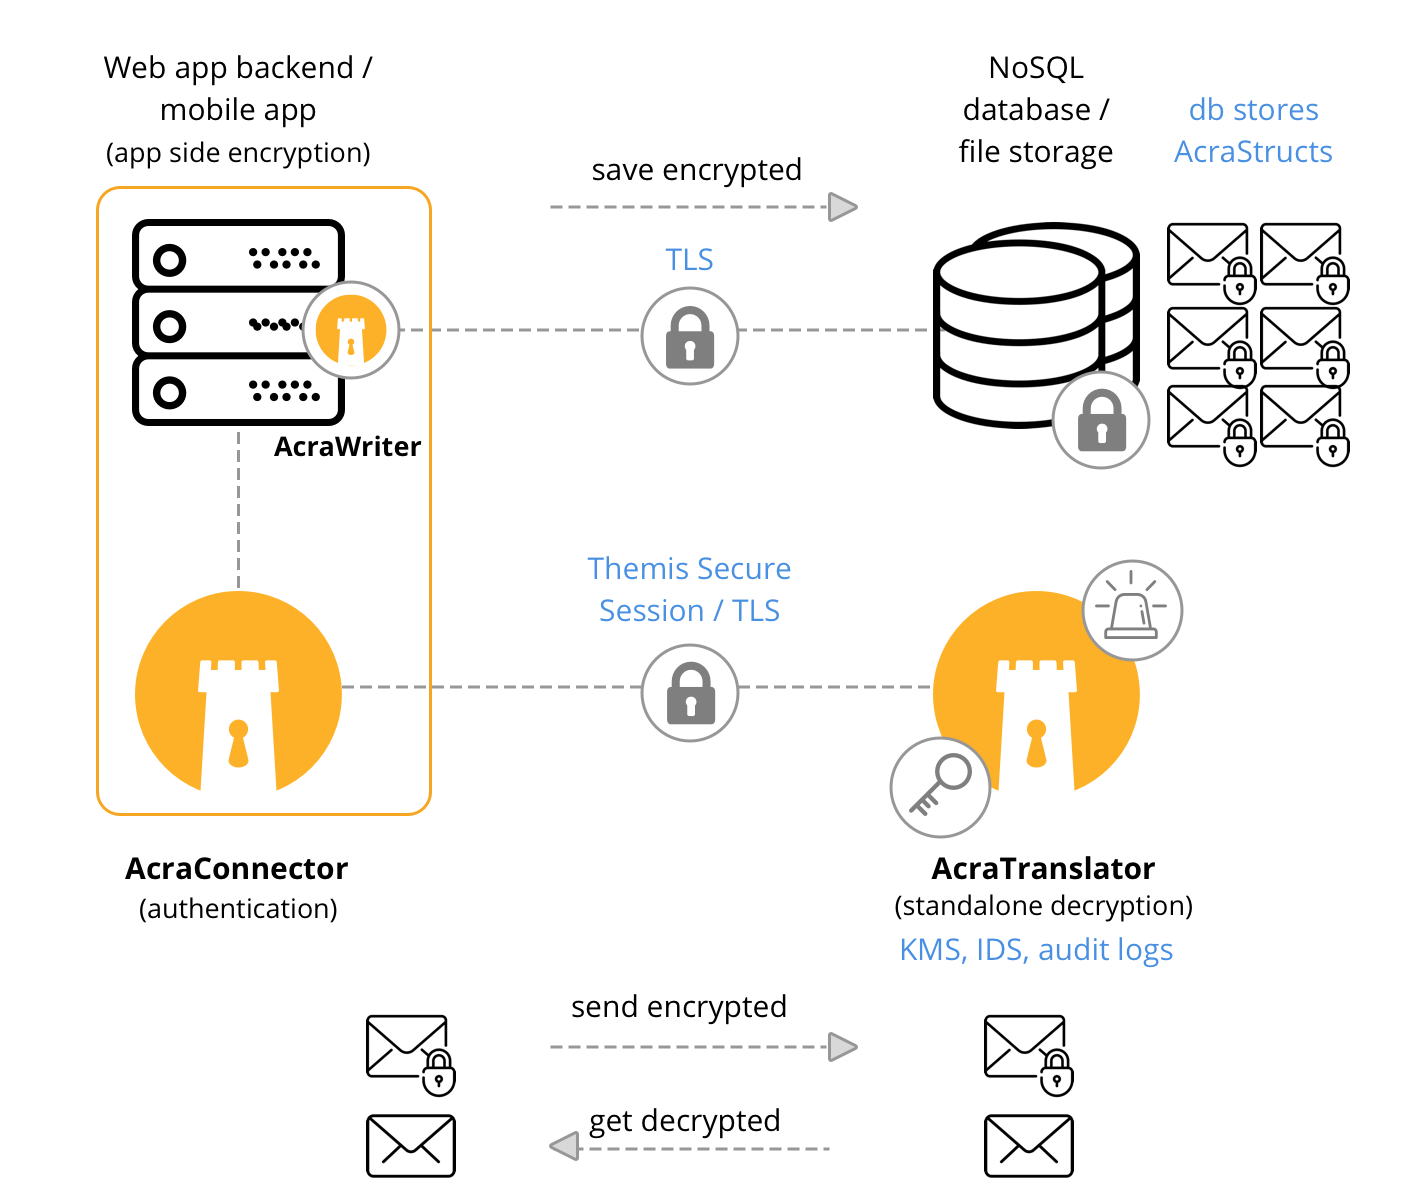 Web app backend /
mobile app
(app side encryption)
save encrypted
TLS
NoSQL
database /
file storage
db stores
AcraStructs
AcraWriter
Themis Secure
Session / TLS
AcraConnector
(authentication)
AcraTranslator
(standalone decryption)
KMS, IDS, audit logs
send encrypted
get decrypted